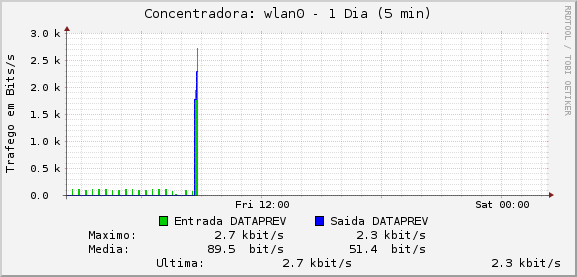 Concentradora: wlan0 - 1 Dia (5 min)
RRDTOOL / TOBI OETIKER
Trafego em Bits/s
3.0 k
2.5 k
2.0 k
1.5 k
1.0 k
0.5 k
0.0
Fri 12:00 Sat 00:00
Entrada DATAPREV Saida DATAPREV
Maximo: 2.7 kbit/s 2.3 kbit/s
Media: 89.5 bit/s 51.4 bit/s
Ultima: 2.7 kbit/s 2.3 kbit/s